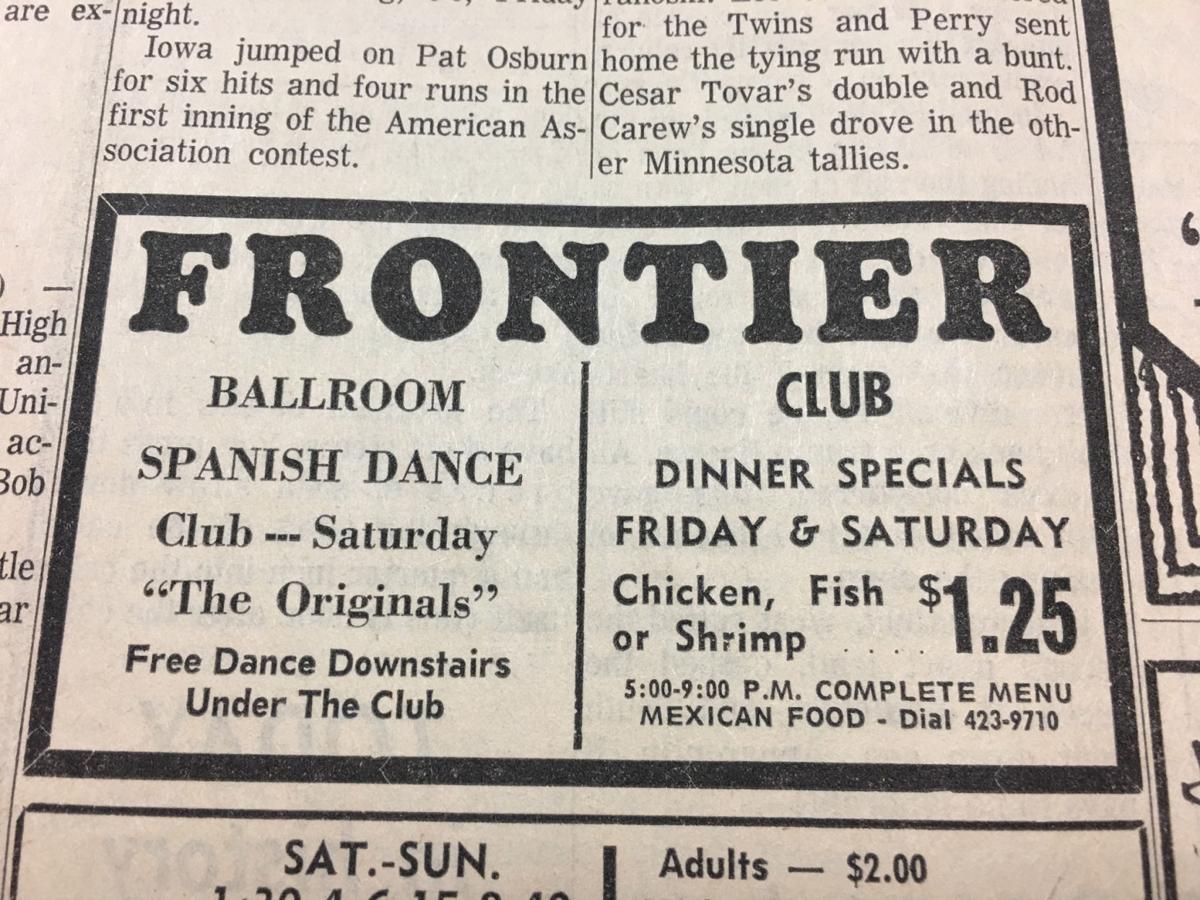 are ex-
night.
Iowa jumped on Pat Osburn
for six hits and four runs in the
first inning of the American As-
sociation contest.
for the Twins and Perry sent
home the tying run with a bunt.
Cesar Tovar's double and Rod
Carew's single drove in the oth-
er Minnesota tallies.
High
an-
Uni-
ac-
Bob
FRONTIER
BALLROOM
SPANISH DANCE
Club --- Saturday
“The Originals”
Free Dance Downstairs
Under The Club
CLUB
DINNER SPECIALS
FRIDAY & SATURDAY
Chicken, Fish
or Shrimp ..... $1.25
5:00-9:00 P.M. COMPLETE MENU
MEXICAN FOOD - Dial 423-9710
SAT.-SUN.
Adults — $2.00